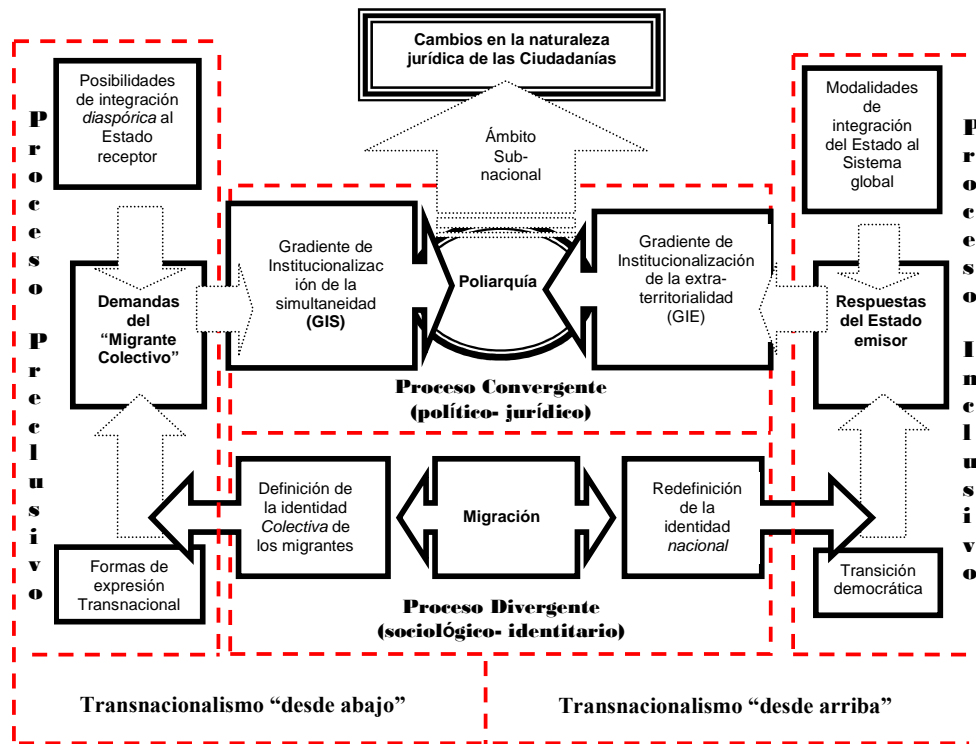 Cambios en la naturaleza
jurídica de las Ciudadanías
Posibilidades
de integración
diaspórica al
Estado
receptor
Ámbito
Sub-
nacional
Modalidades
de
integración
del Estado al
Sistema
global
Proceso Preclusivo
Proceso Inclusivo
Demandas
del
“Migrante
Colectivo”
Gradiente de
Institucionalizac
ión de la
simultaneidad
(GIS)
Poliarquía
Gradiente de
Institucionalización
de la extra-
territorialidad
(GIE)
Respuestas
del Estado
emisor
Proceso Convergente
(político- jurídico)
Definición de
la identidad
Colectiva de
los migrantes
Migración
Redefinición
de la
identidad
nacional
Formas de
expresión
Transnacional
Transición
democrática
Proceso Divergente
(sociológico- identitario)
Transnacionalismo “desde abajo”
Transnacionalismo “desde arriba”